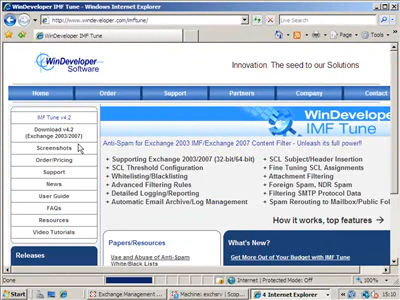 WinDeveloper IMF Tune - Windows Internet Explorer
http://www.windeveloper.com/imftune/
Live Search
WinDeveloper IMF Tune
Page
Tools
WinDeveloper
Software
Innovation. The seed to our Solutions
Home
Order
Support
Partners
Company
Contact
IMF Tune v4.2
Download v4.2
(Exchange 2003/2007)
Screenshots
Order/Pricing
Support
News
User Guide
FAQs
Resources
Video Tutorials
Releases
WinDeveloper
IMF Tune
Anti-Spam for Exchange 2003 IMF/Exchange 2007 Content Filter - Unleash its full power!!
+ Supporting Exchange 2003/2007 (32-bit/64-bit)
+ SCL Threshold Configuration
+ Whitelisting/Blacklisting
+ Advanced Filtering Rules
+ Detailed Logging/Reporting
+ Automatic Email Archive/Log Management
+ SCL Subject/Header Insertion
+ Fine Tuning SCL Assignments
+ Attachment Filtering
+ Foreign Spam, NDR Spam
+ Filtering SMTP Protocol Data
+ Spam Rerouting to Mailbox/Public Fol
How it works, top features
Papers/Resources
Use and Abuse of Anti-Spam
White/Black Lists
What's New?
Get More Out of Your Budget with IMF Tune
Done
Internet | Protected Mode: Off
100%
Start
Exchange Management ...
Machine: exchsrv | Scop...
4 Internet Explorer
15:10